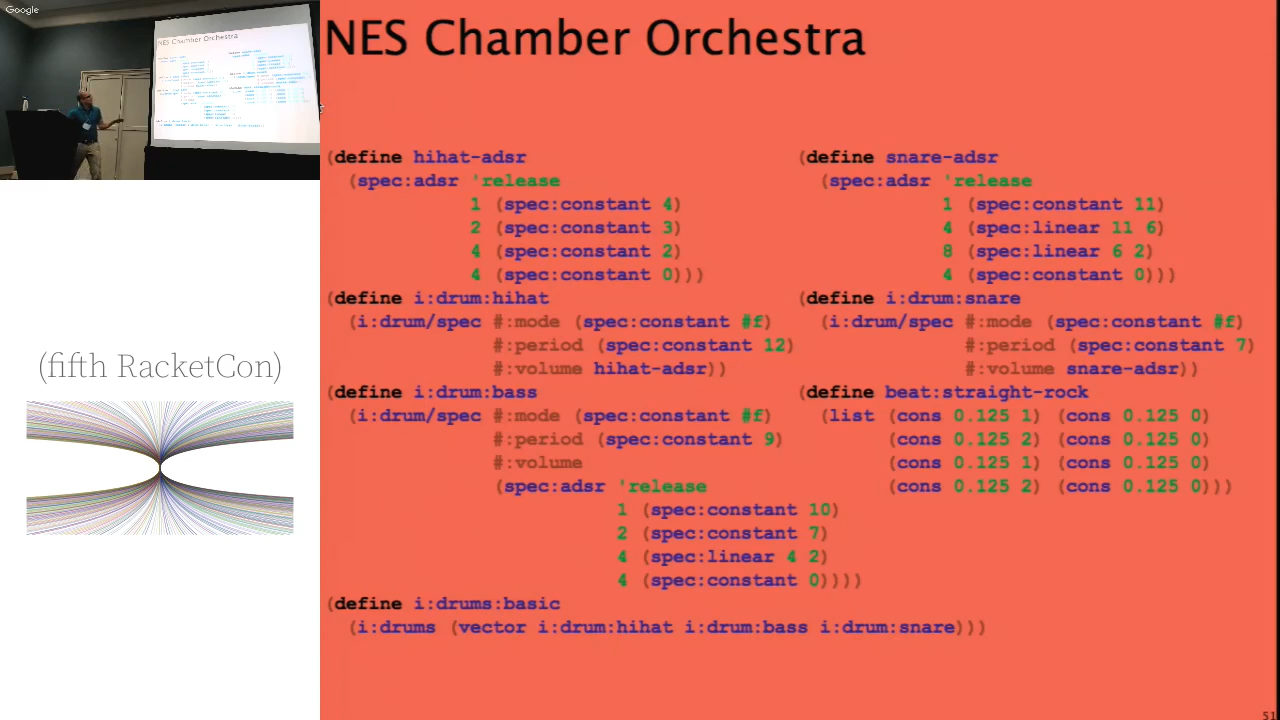 Google
NES Chamber Orchestra
(fifth RacketCon)
NES Chamber Orchestra
(define hihat-adsr
(spec:adsr 'release
1 (spec:constant 4)
2 (spec:constant 3)
4 (spec:constant 2)
4 (spec:constant 0)))
(define i:drum:hihat
(i:drum/spec #:mode (spec:constant #f)
#:period (spec:constant 12)
#:volume hihat-adsr))
(define i:drum:bass
(i:drum/spec #:mode (spec:constant #f)
#:period (spec:constant 9)
#:volume
(spec:adsr 'release
1 (spec:constant 10)
2 (spec:constant 7)
4 (spec:linear 4 2)
4 (spec:constant 0))))
(define i:drums:basic
(i:drums (vector i:drum:hihat i:drum:bass i:drum:snare)))
(define snare-adsr
(spec:adsr 'release
1 (spec:constant 11)
4 (spec:linear 11 6)
8 (spec:linear 6 2)
4 (spec:constant 0)))
(define i:drum:snare
(i:drum/spec #:mode (spec:constant #f)
#:period (spec:constant 7)
#:volume snare-adsr))
(define beat:straight-rock
(list (cons 0.125 1) (cons 0.125 0)
(cons 0.125 2) (cons 0.125 0)
(cons 0.125 1) (cons 0.125 0)
(cons 0.125 2) (cons 0.125 0)))
51